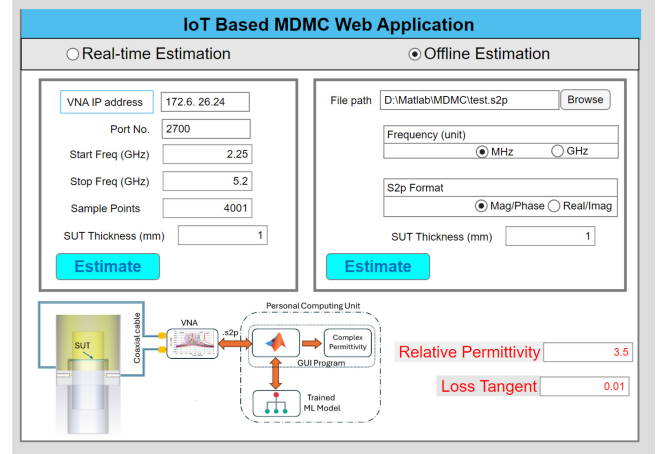 IoT Based MDMC Web Application
Real-time Estimation
Offline Estimation
VNA IP address 172.6. 26.24
Port No. 2700
Start Freq (GHz) 2.25
Stop Freq (GHz) 5.2
Sample Points 4001
SUT Thickness (mm) 1
Estimate
File path D:\Matlab\MDMC\test.s2p Browse
Frequency (unit)
MHz GHz
S2p Format
Mag/Phase Real/Imag
SUT Thickness (mm) 1
Estimate
SUT
Coaxial cable
VNA
.s2p
Personal Computing Unit
Complex
Permittivity
GUI Program
Trained
ML Model
Relative Permittivity 3.5
Loss Tangent 0.01